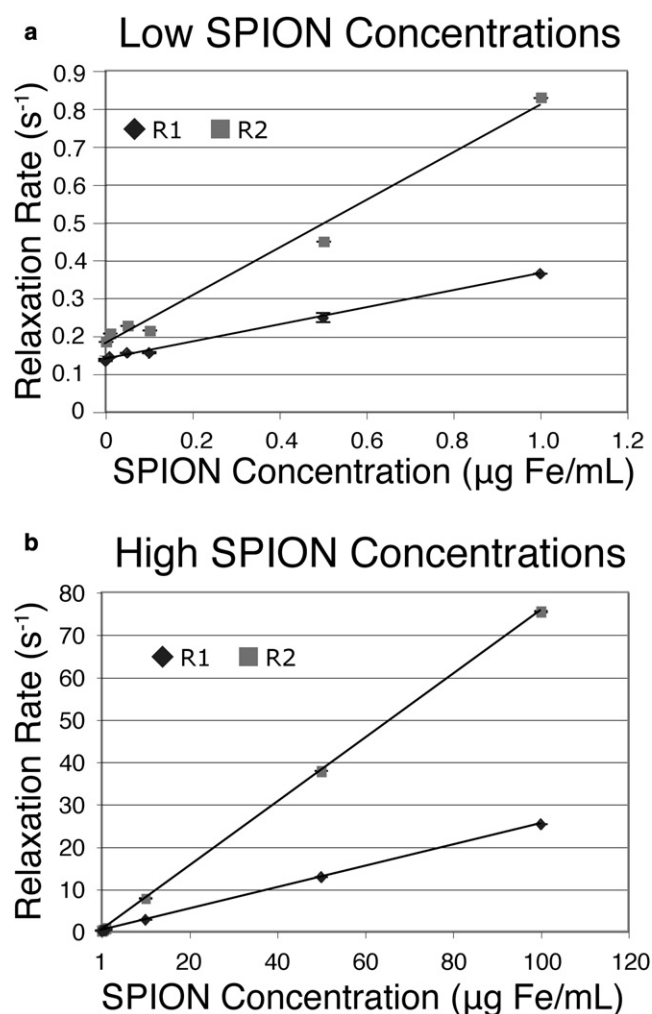 a
Low SPION Concentrations
0.9
0.8
0.7
0.6
0.5
0.4
0.3
0.2
0.1
0
Relaxation Rate (s⁻¹)
R1 R2
0 0.2 0.4 0.6 0.8 1.0 1.2
SPION Concentration (µg Fe/mL)
b
High SPION Concentrations
80
70
60
50
40
30
20
10
0
Relaxation Rate (s⁻¹)
R1 R2
1 20 40 60 80 100 120
SPION Concentration (µg Fe/mL)